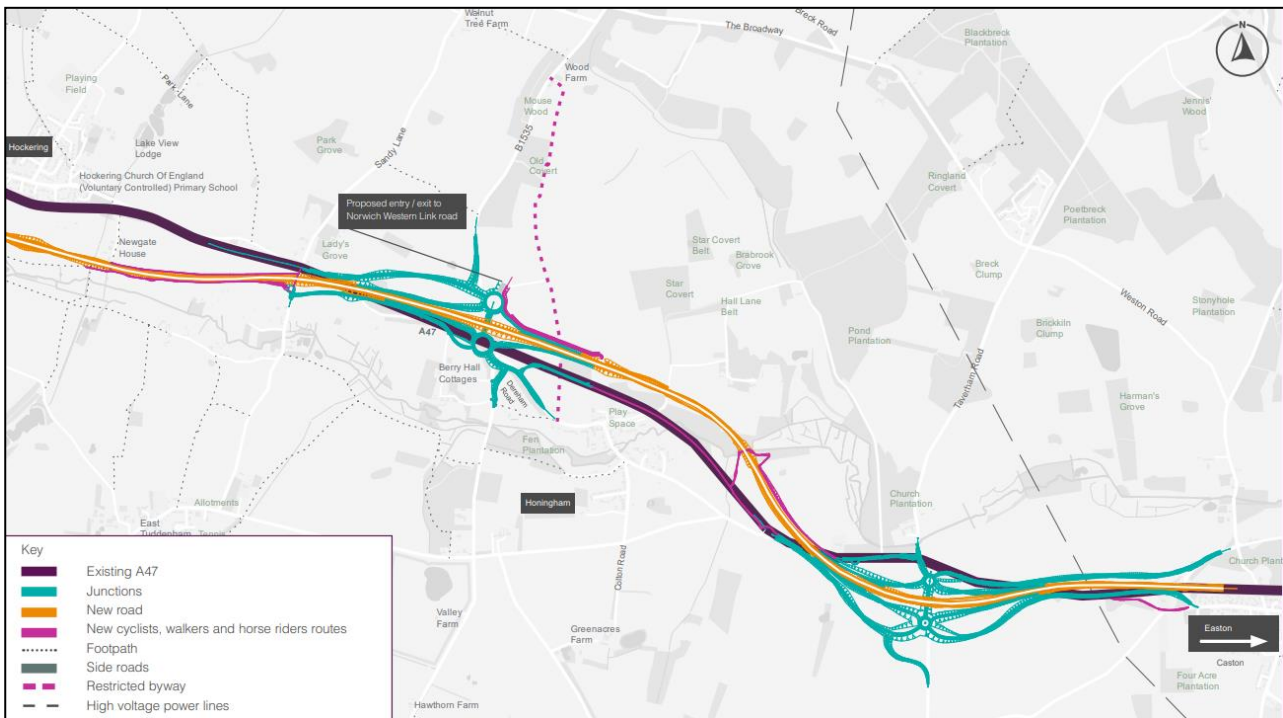 Walnut
Tree Farm
The Broadway
Breck Road
N
Blackbreck
Plantation
Wood
Farm
Playing
Field
Park Lane
Mouse
Wood
Jennis'
Wood
B1535
Sandy Lane
Park
Grove
Old
Covert
Hockering
Lake View
Lodge
Hockering Church Of England
(Voluntary Controlled) Primary School
Ringland
Covert
Proposed entry / exit to
Norwich Western Link road
Poetbreck
Plantation
Newgate
House
Lady's
Grove
Star Covert
Belt
Brabrook
Grove
Breck
Clump
Star
Covert
Hall Lane
Belt
Weston Road
Stonyhole
Plantation
Brickkiln
Clump
Pond
Plantation
A47
Berry Hall
Cottages
Dereham
Road
Taverham Road
Harman's
Grove
Play
Space
Fen
Plantation
Honingham
Church
Plantation
Allotments
East
Tuddenham
Tennis
Church Plant
Colton Road
Valley
Farm
Greenacres
Farm
Easton
Caston
Four Acre
Plantation
Hawthorn Farm
Key
Existing A47
Junctions
New road
New cyclists, walkers and horse riders routes
Footpath
Side roads
Restricted byway
High voltage power lines